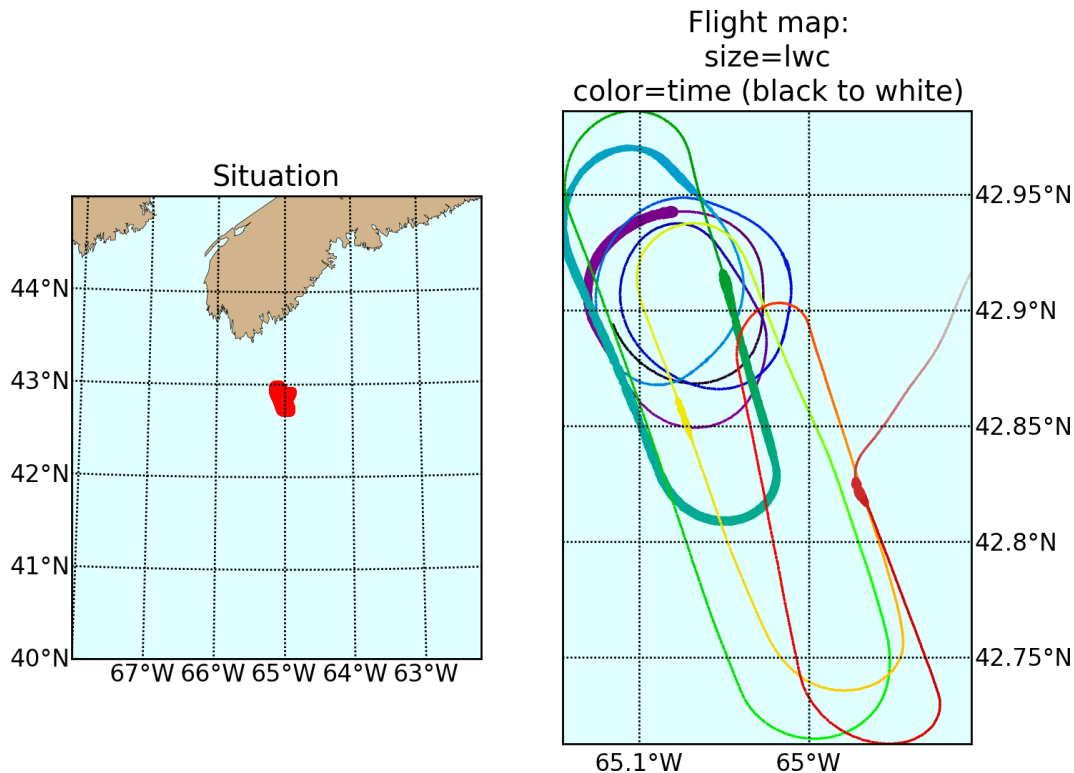 Situation
44°N
43°N
42°N
41°N
40°N
67°W 66°W 65°W 64°W 63°W
Flight map:
size=lwc
color=time (black to white)
42.95°N
42.9°N
42.85°N
42.8°N
42.75°N
65.1°W 65°W